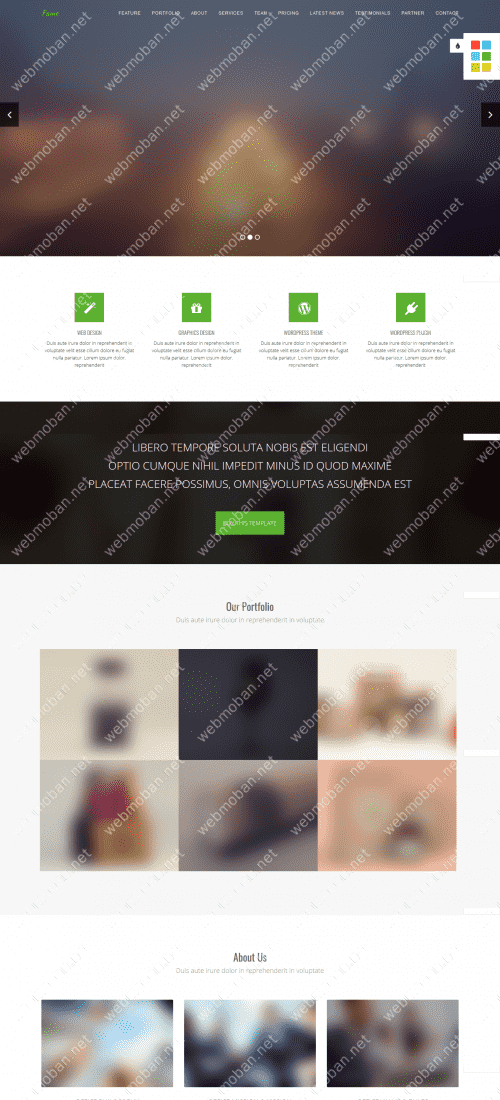 Fame
FEATURE PORTFOLIO ABOUT SERVICES TEAM PRICING LATEST NEWS TESTIMONIALS PARTNER CONTACT
webmoban.net
WEB DESIGN
Duis aute irure dolor in reprehenderit in
voluptate velit esse cillum dolore eu fugiat
nulla pariatur. Lorem ipsum dolor
reprehenderit
GRAPHICS DESIGN
Duis aute irure dolor in reprehenderit in
voluptate velit esse cillum dolore eu fugiat
nulla pariatur. Lorem ipsum dolor
reprehenderit
WORDPRESS THEME
Duis aute irure dolor in reprehenderit in
voluptate velit esse cillum dolore eu fugiat
nulla pariatur. Lorem ipsum dolor
reprehenderit
WORDPRESS PLUGIN
Duis aute irure dolor in reprehenderit in
voluptate velit esse cillum dolore eu fugiat
nulla pariatur. Lorem ipsum dolor
reprehenderit
LIBERO TEMPORE SOLUTA NOBIS EST ELIGENDI
OPTIO CUMQUE NIHIL IMPEDIT MINUS ID QUOD MAXIME
PLACEAT FACERE POSSIMUS, OMNIS VOLUPTAS ASSUMENDA EST
THIS TEMPLATE
Our Portfolio
Duis aute irure dolor in reprehenderit in voluptate
About Us
Duis aute irure dolor in reprehenderit in voluptate